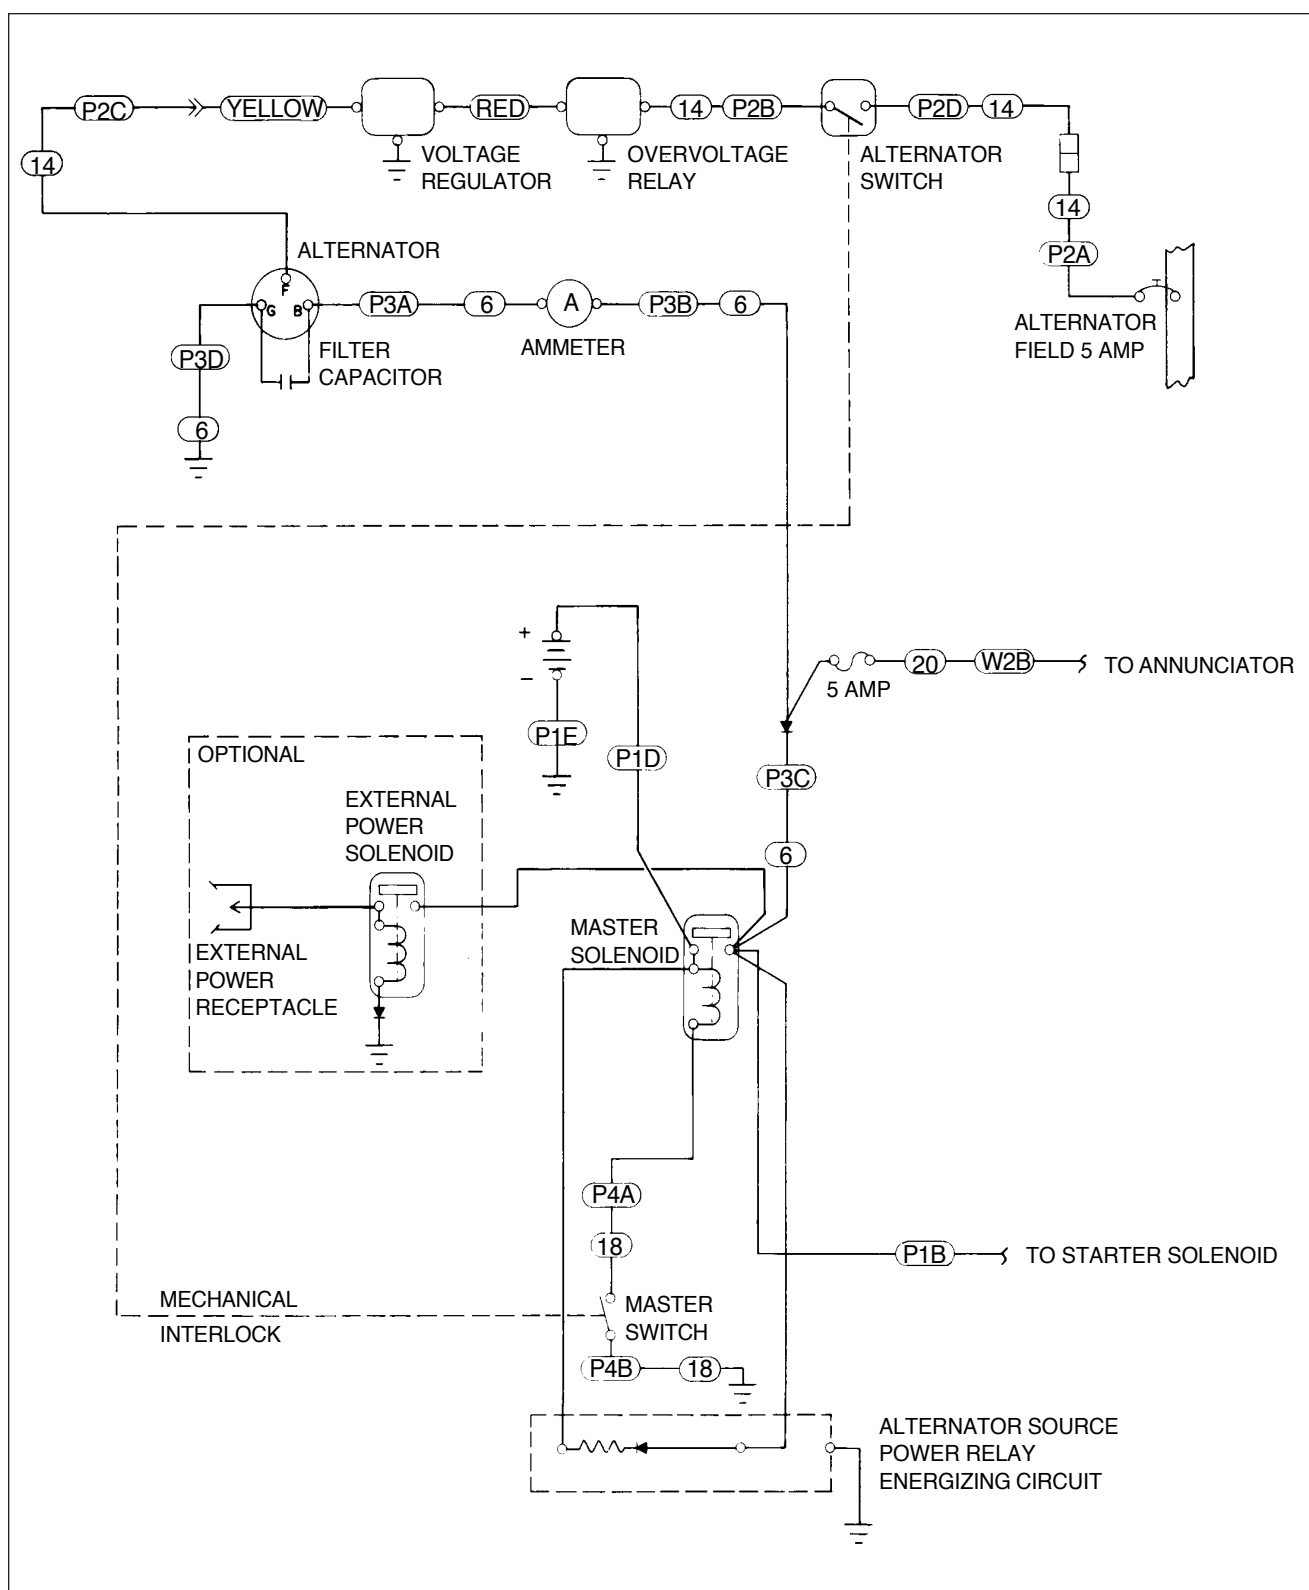 P2C
YELLOW
RED
14
P2B
P2D
14
14
VOLTAGE
REGULATOR
OVERVOLTAGE
RELAY
ALTERNATOR
SWITCH
14
P2A
ALTERNATOR
FIELD 5 AMP
ALTERNATOR
F
G
B
P3A
6
A
AMMETER
P3B
6
P3D
FILTER
CAPACITOR
6
+
–
P1E
P1D
5 AMP
20
W2B
TO ANNUNCIATOR
P3C
6
OPTIONAL
EXTERNAL
POWER
SOLENOID
EXTERNAL
POWER
RECEPTACLE
MASTER
SOLENOID
P4A
18
P1B
TO STARTER SOLENOID
MECHANICAL
INTERLOCK
MASTER
SWITCH
P4B
18
ALTERNATOR SOURCE
POWER RELAY
ENERGIZING CIRCUIT